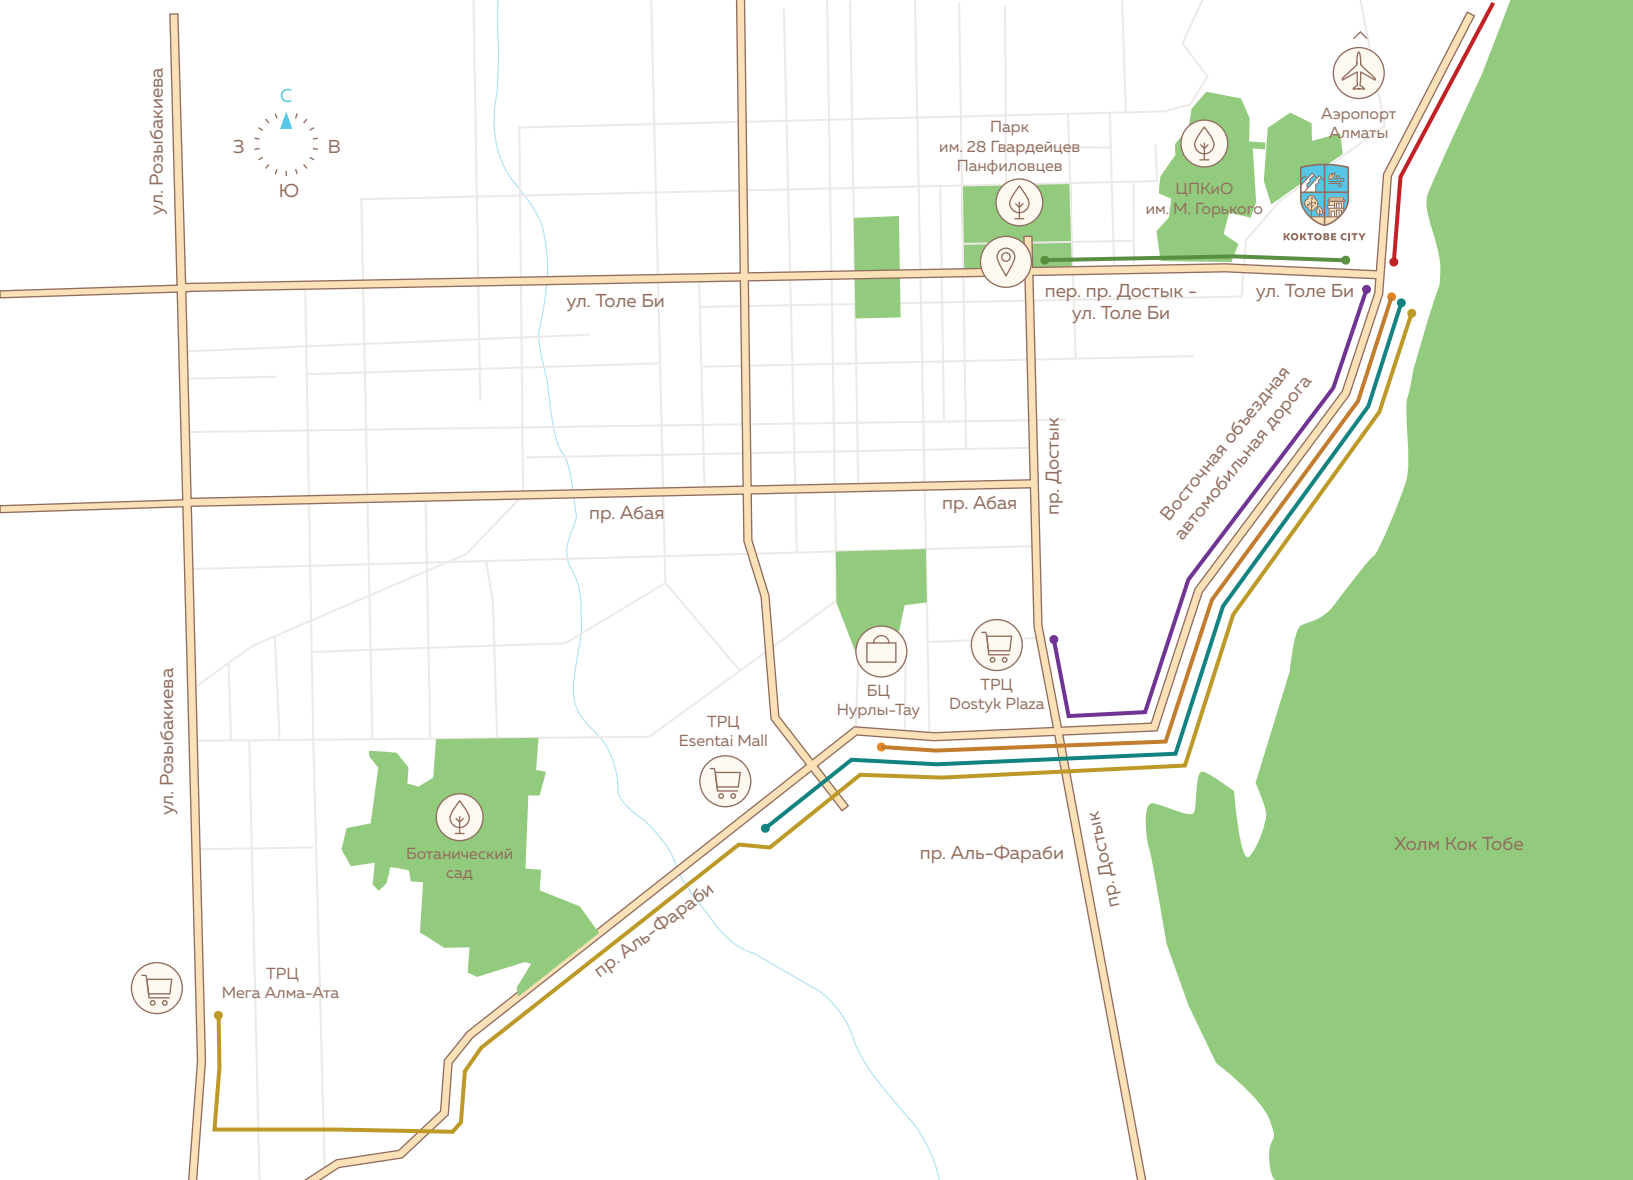 ул. Розыбакиева
С
З
В
Ю
Парк
им. 28 Гвардейцев
Панфиловцев
Аэропорт
Алматы
ЦПКиО
им. М. Горького
KOKTOBE CITY
ул. Толе Би
пер. пр. Достык -
ул. Толе Би
ул. Толе Би
Восточная объездная
автомобильная дорога
пр. Достык
пр. Абая
пр. Абая
ул. Розыбакиева
БЦ
Нурлы-Тау
ТРЦ
Dostyk Plaza
ТРЦ
Esentai Mall
Ботанический
сад
пр. Аль-Фараби
пр. Аль-Фараби
пр. Достык
Холм Кок Тобе
ТРЦ
Мега Алма-Ата